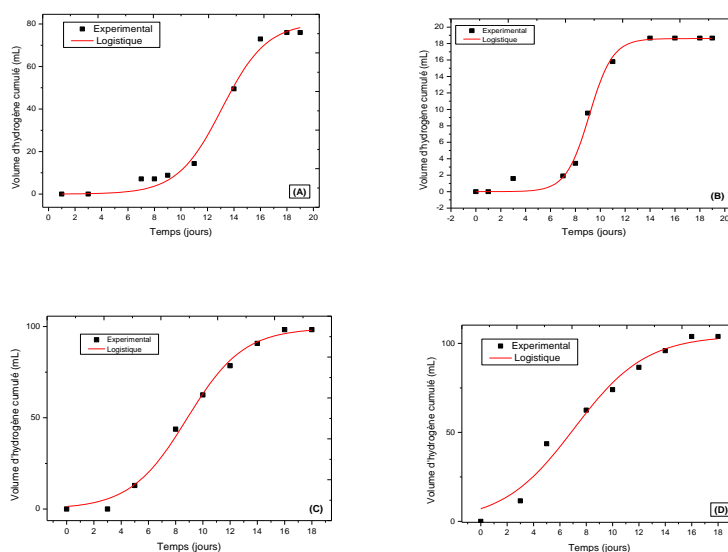 Volume d'hydrogène cumulé (mL)
80
60
40
20
0
Experimental
Logistique
(A)
0 2 4 6 8 10 12 14 16 18 20
Temps (jours)
Volume d'hydrogène cumulé (mL)
20
18
16
14
12
10
8
6
4
2
0
-2
Experimental
Logistique
(B)
-2 0 2 4 6 8 10 12 14 16 18 20
Temps (jours)
Volume d'hydrogène cumulé (mL)
100
50
0
Experimental
Logistique
(C)
0 2 4 6 8 10 12 14 16 18
Temps (jours)
Volume d'hydrogène cumulé (mL)
100
50
0
Experimental
Logistique
(D)
0 2 4 6 8 10 12 14 16 18
Temps (jours)